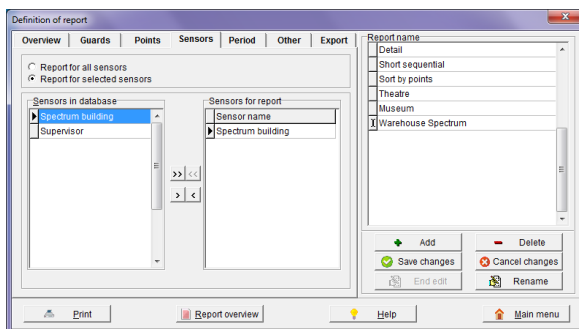 Definition of report
Overview Guards Points Sensors Period Other Export
Report for all sensors
Report for selected sensors
Sensors in database
Spectrum building
Supervisor
>> <<
> <
Sensors for report
Sensor name
Spectrum building
Report name
Detail
Short sequential
Sort by points
Theatre
Museum
Warehouse Spectrum
Add Delete
Save changes Cancel changes
End edit Rename
Print Report overview Help Main menu